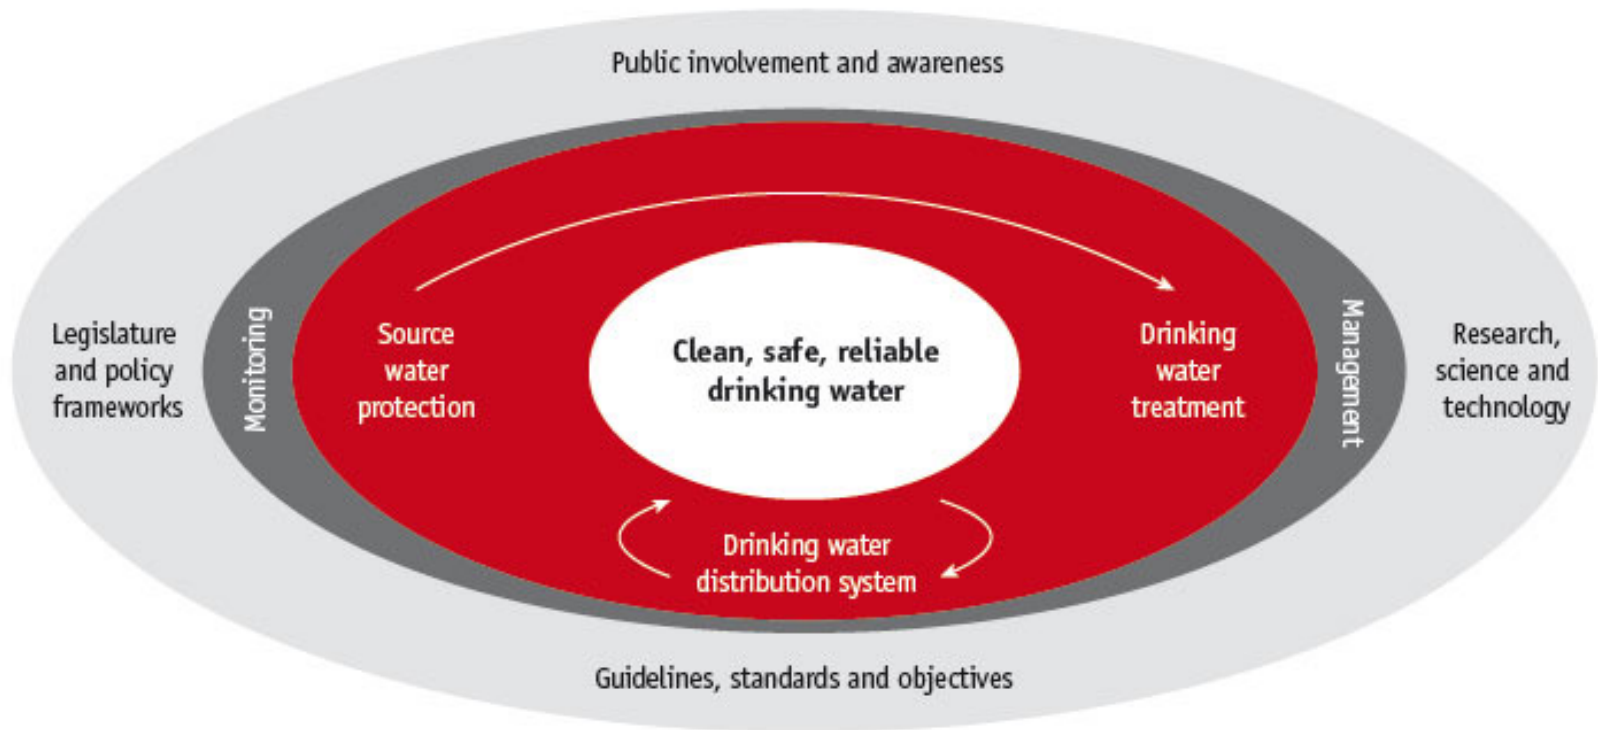 Public involvement and awareness
Legislature
and policy
frameworks
Monitoring
Source
water
protection
Clean, safe, reliable
drinking water
Drinking
water
treatment
Management
Research,
science and
technology
Drinking water
distribution system
Guidelines, standards and objectives